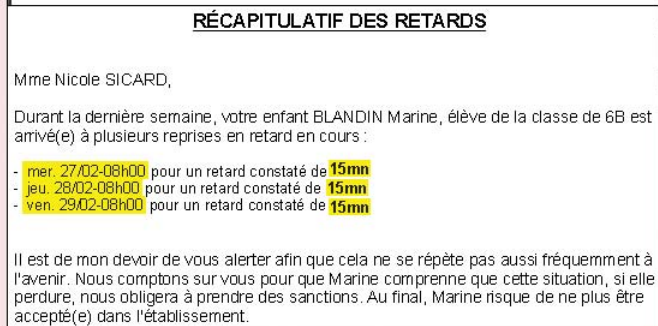 RÉCAPITULATIF DES RETARDS
Mme Nicole SICARD,
Durant la dernière semaine, votre enfant BLANDIN Marine, élève de la classe de 6B est
arrivé(e) à plusieurs reprises en retard en cours :
- mer. 27/02-08h00 pour un retard constaté de 15mn
- jeu. 28/02-08h00 pour un retard constaté de 15mn
- ven. 29/02-08h00 pour un retard constaté de 15mn
Il est de mon devoir de vous alerter afin que cela ne se répète pas aussi fréquemment à
l'avenir. Nous comptons sur vous pour que Marine comprenne que cette situation, si elle
perdure, nous obligera à prendre des sanctions. Au final, Marine risque de ne plus être
accepté(e) dans l'établissement.